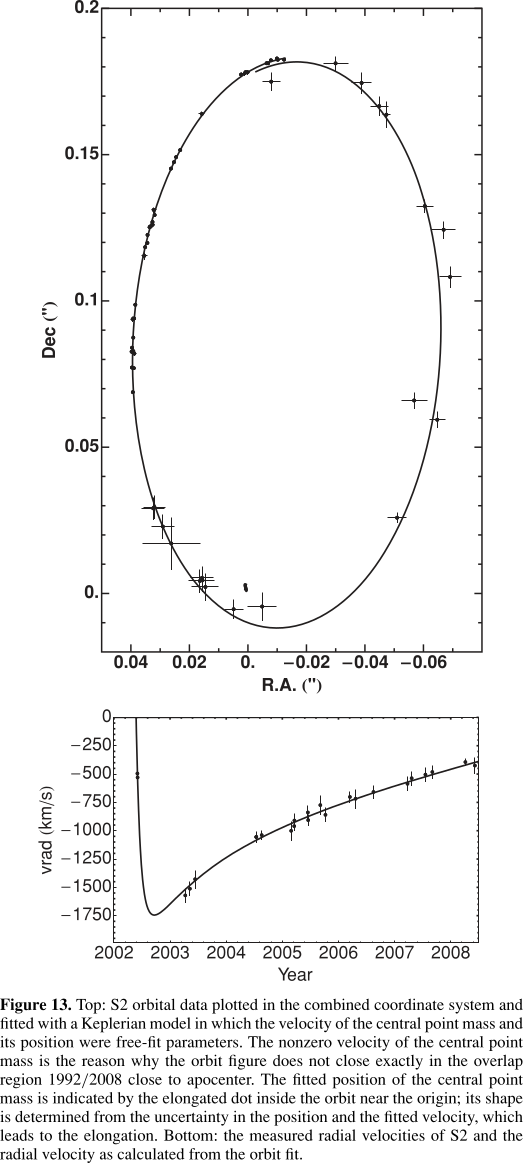 0.2
0.15
0.1
0.05
0.
Dec (")
0.04 0.02 0. −0.02 −0.04 −0.06
R.A. (")
0
−250
−500
−750
−1000
−1250
−1500
−1750
vrad (km/s)
2002 2003 2004 2005 2006 2007 2008
Year
Figure 13. Top: S2 orbital data plotted in the combined coordinate system and
fitted with a Keplerian model in which the velocity of the central point mass and
its position were free-fit parameters. The nonzero velocity of the central point
mass is the reason why the orbit figure does not close exactly in the overlap
region 1992/2008 close to apocenter. The fitted position of the central point
mass is indicated by the elongated dot inside the orbit near the origin; its shape
is determined from the uncertainty in the position and the fitted velocity, which
leads to the elongation. Bottom: the measured radial velocities of S2 and the
radial velocity as calculated from the orbit fit.